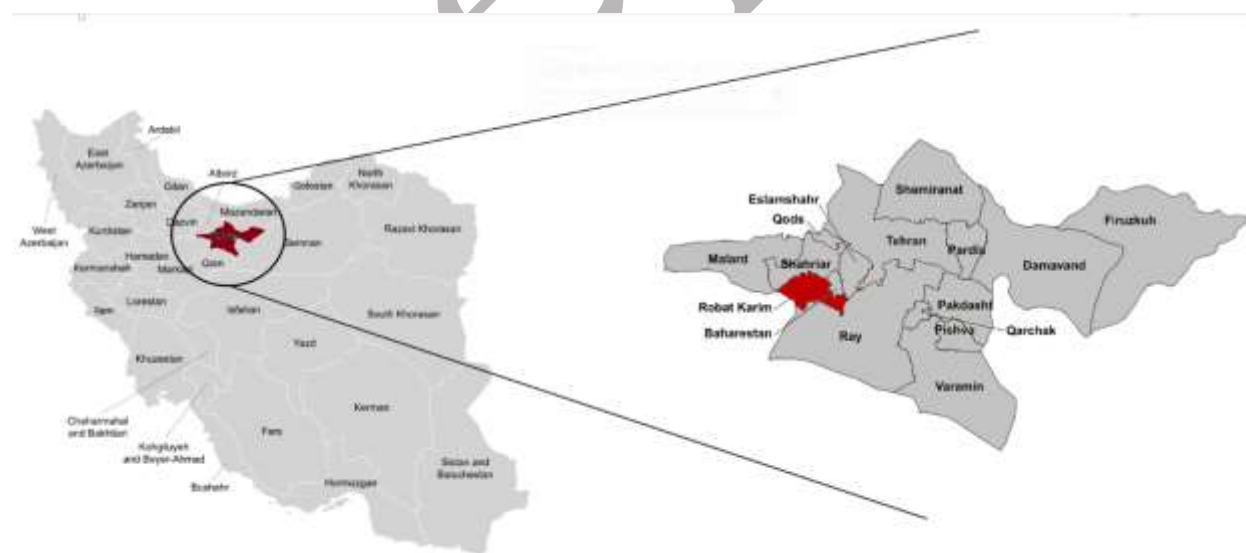 Ardabil
East
Azerbaijan
Gilan
Alborz
Golestan
North
Khorasan
Zanjan
Qazvin
Mazandaran
West
Azerbaijan
Kurdistan
Semnan
Razavi Khorasan
Hamadan
Kermanshah
Markazi
Qom
Ilam
Lorestan
Isfahan
South Khorasan
Khuzestan
Yazd
Chaharmahal
and Bakhtiari
Kerman
Fars
Kohgiluyeh
and Boyer-Ahmad
Sistan and
Baluchestan
Bushehr
Hormozgan
Shemiranat
Eslamshahr
Qods
Firuzkuh
Tehran
Pardis
Malard
Shahriar
Damavand
Robat Karim
Pakdasht
Baharestan
Ray
Pishva
Qarchak
Varamin